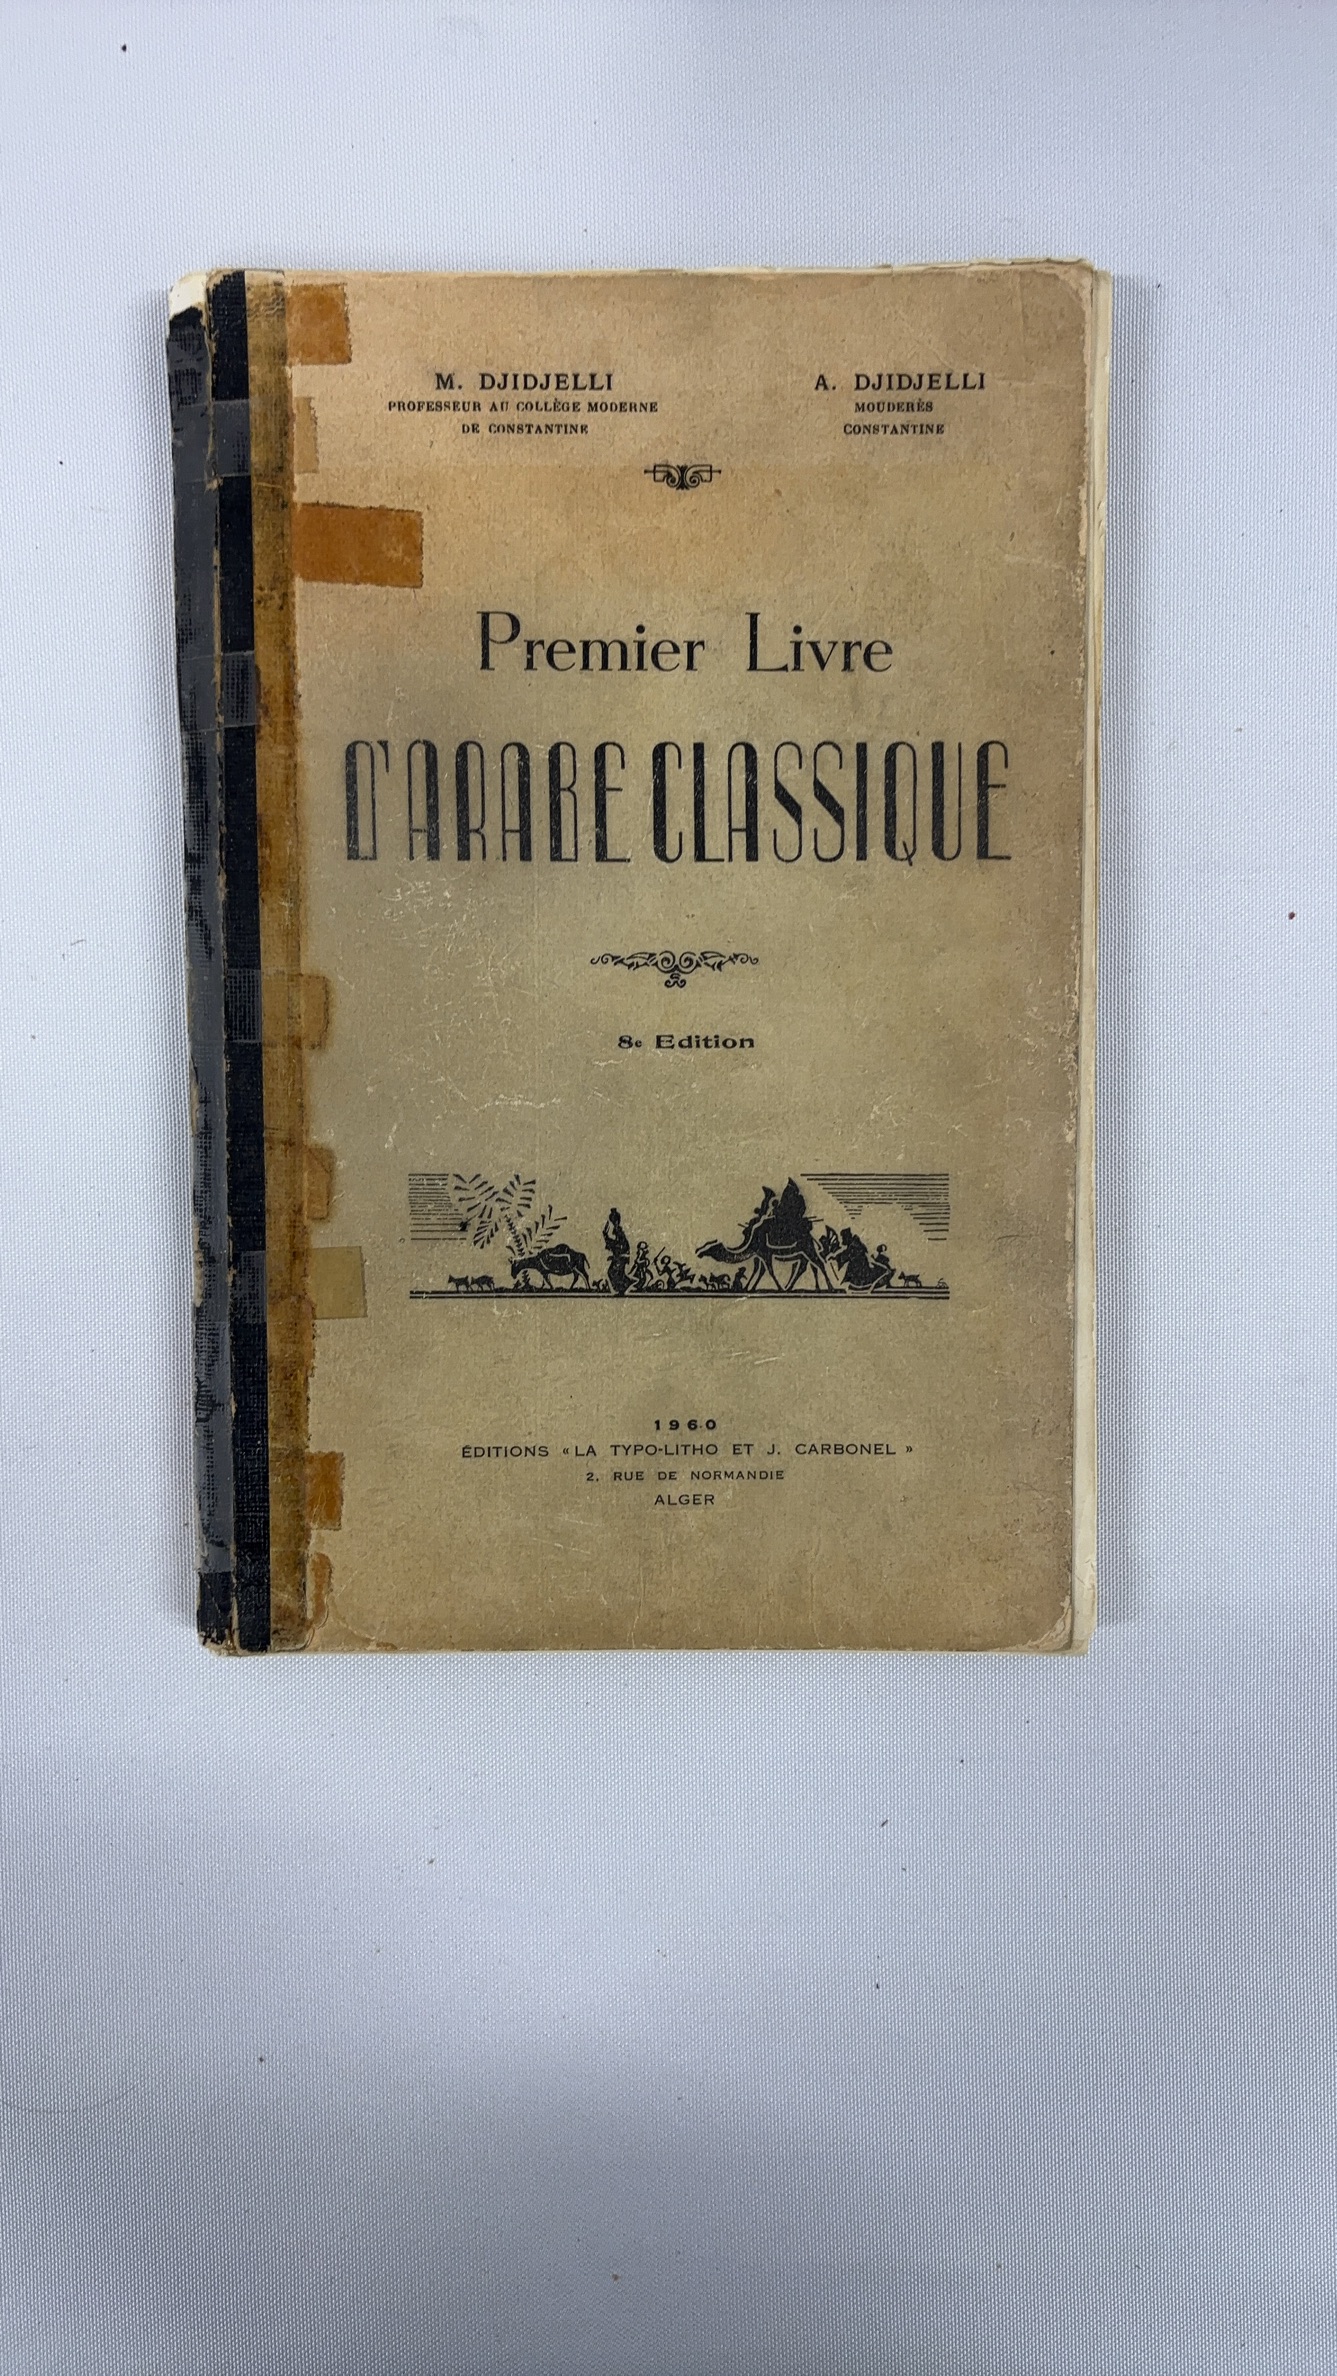 M. DJIDJELLI
PROFESSEUR AU COLLÈGE MODERNE
DE CONSTANTINE
A. DJIDJELLI
MOUDERÈS
CONSTANTINE
Premier Livre
D'ARABE CLASSIQUE
8e Edition
1960
ÉDITIONS « LA TYPO-LITHO ET J. CARBONEL »
2, RUE DE NORMANDIE
ALGER